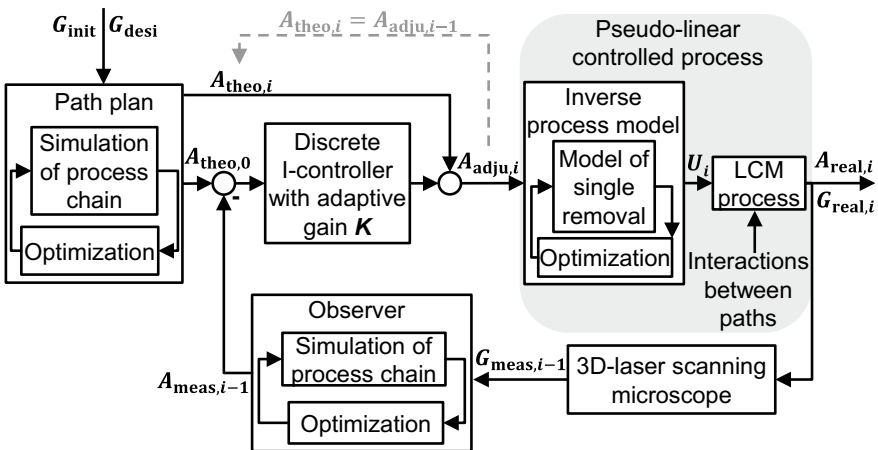 G_init G_desi
A_theo,i = A_adju,i−1
Pseudo-linear
controlled process
Path plan
Simulation
of process
chain
Optimization
A_theo,i
A_theo,0
-
Discrete
I-controller
with adaptive
gain K
A_adju,i
Inverse
process model
Model of
single
removal
Optimization
U_i
LCM
process
A_real,i
G_real,i
Interactions
between
paths
Observer
Simulation of
process chain
Optimization
A_meas,i−1
G_meas,i−1
3D-laser scanning
microscope